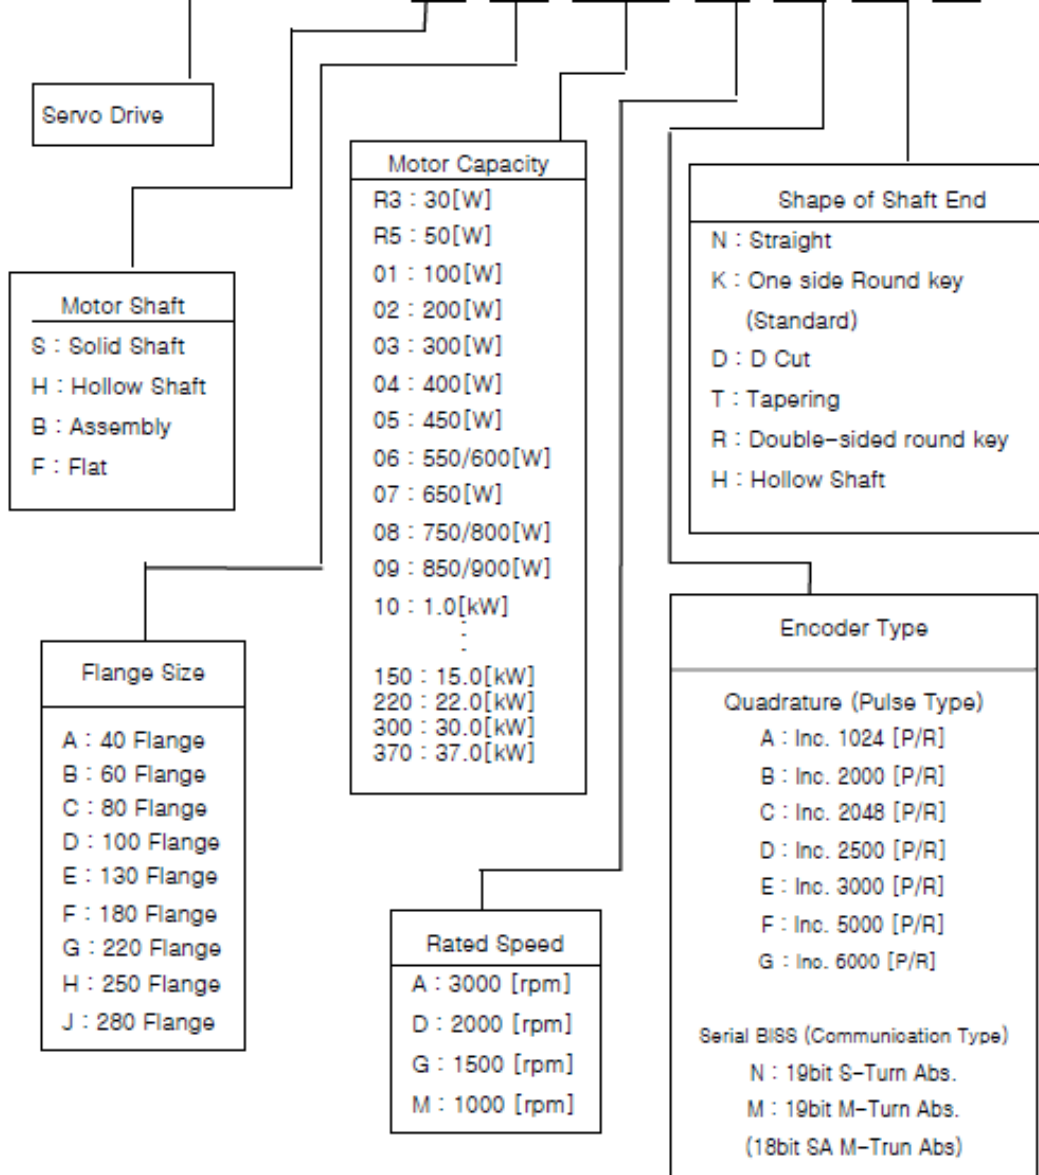 Servo Drive
Motor Capacity
R3 : 30[W]
R5 : 50[W]
01 : 100[W]
02 : 200[W]
03 : 300[W]
04 : 400[W]
05 : 450[W]
06 : 550/600[W]
07 : 650[W]
08 : 750/800[W]
09 : 850/900[W]
10 : 1.0[kW]
:
150 : 15.0[kW]
220 : 22.0[kW]
300 : 30.0[kW]
370 : 37.0[kW]
Shape of Shaft End
N : Straight
K : One side Round key
(Standard)
D : D Cut
T : Tapering
R : Double-sided round key
H : Hollow Shaft
Motor Shaft
S : Solid Shaft
H : Hollow Shaft
B : Assembly
F : Flat
Flange Size
A : 40 Flange
B : 60 Flange
C : 80 Flange
D : 100 Flange
E : 130 Flange
F : 180 Flange
G : 220 Flange
H : 250 Flange
J : 280 Flange
Rated Speed
A : 3000 [rpm]
D : 2000 [rpm]
G : 1500 [rpm]
M : 1000 [rpm]
Encoder Type
Quadrature (Pulse Type)
A : Inc. 1024 [P/R]
B : Inc. 2000 [P/R]
C : Inc. 2048 [P/R]
D : Inc. 2500 [P/R]
E : Inc. 3000 [P/R]
F : Inc. 5000 [P/R]
G : Inc. 6000 [P/R]
Serial BISS (Communication Type)
N : 19bit S-Turn Abs.
M : 19bit M-Turn Abs.
(18bit SA M-Trun Abs)